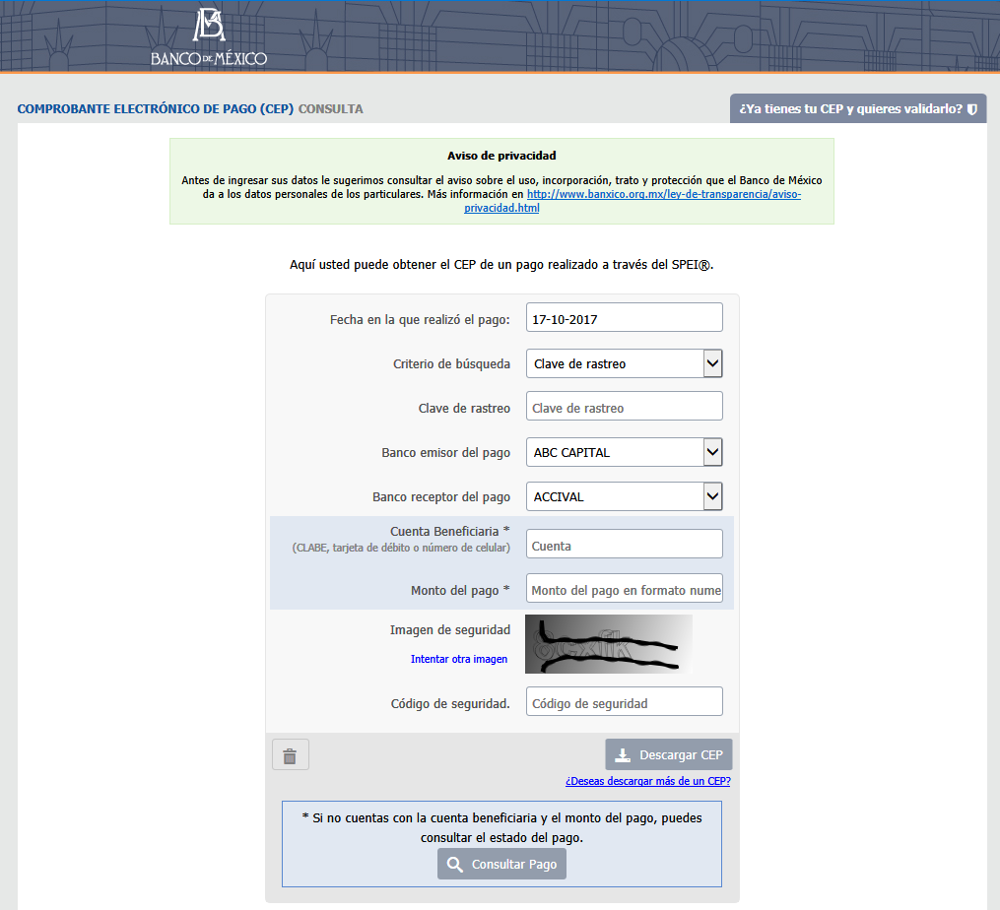 BANCO DE MÉXICO
COMPROBANTE ELECTRÓNICO DE PAGO (CEP) CONSULTA
¿Ya tienes tu CEP y quieres validarlo?
Aviso de privacidad
Antes de ingresar sus datos le sugerimos consultar el aviso sobre el uso, incorporación, trato y protección que el Banco de México
da a los datos personales de los particulares. Más información en http://www.banxico.org.mx/ley-de-transparencia/aviso-
privacidad.html
Aquí usted puede obtener el CEP de un pago realizado a través del SPEI®.
Fecha en la que realizó el pago: 17-10-2017
Criterio de búsqueda Clave de rastreo
Clave de rastreo Clave de rastreo
Banco emisor del pago ABC CAPITAL
Banco receptor del pago ACCIVAL
Cuenta Beneficiaria *
(CLABE, tarjeta de débito o número de celular) Cuenta
Monto del pago * Monto del pago en formato nume
Imagen de seguridad
Intentar otra imagen
Código de seguridad. Código de seguridad
Descargar CEP
¿Deseas descargar más de un CEP?
* Si no cuentas con la cuenta beneficiaria y el monto del pago, puedes
consultar el estado del pago.
Consultar Pago